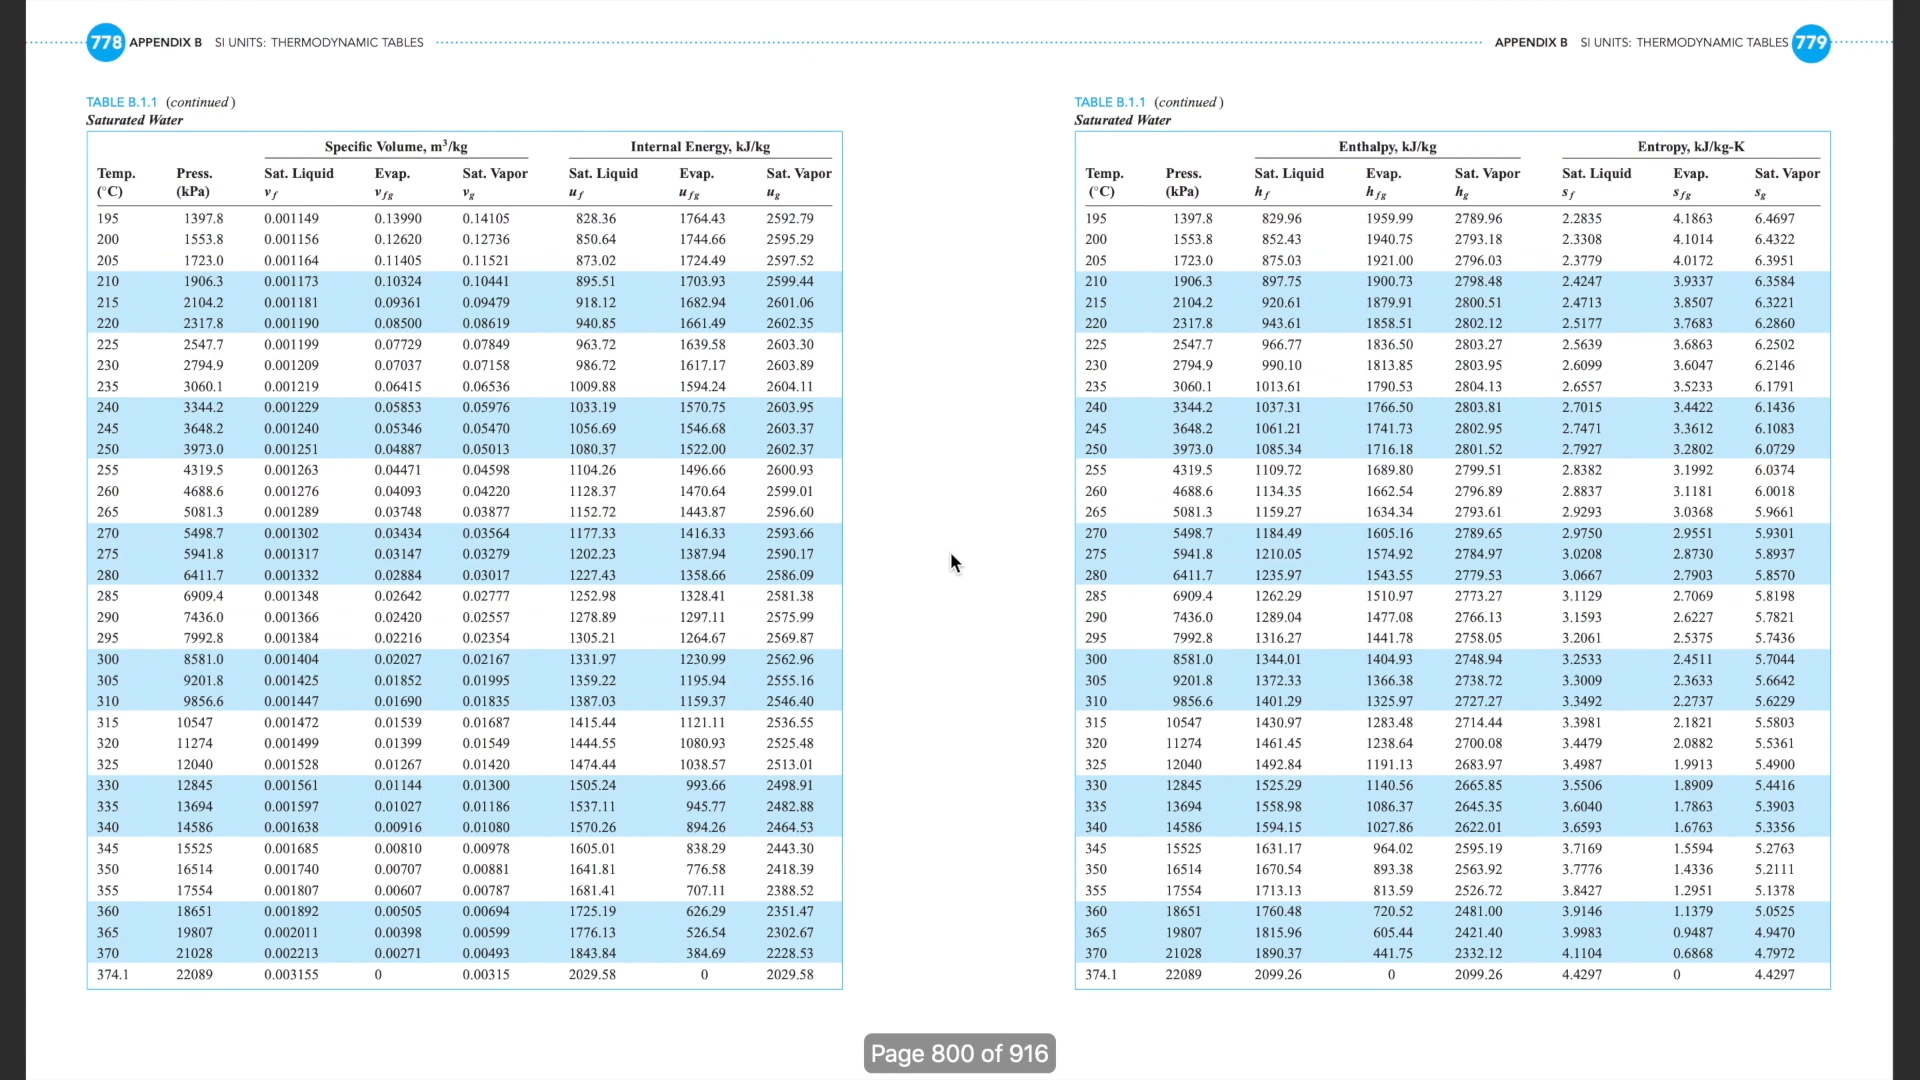 778 APPENDIX B SI UNITS: THERMODYNAMIC TABLES
TABLE B.1.1 (continued)
Saturated Water
Specific Volume, m³/kg Internal Energy, kJ/kg
Temp. Press. Sat. Liquid Evap. Sat. Vapor Sat. Liquid Evap. Sat. Vapor
(°C) (kPa) vf vfg vg uf ufg ug
195 1397.8 0.001149 0.13990 0.14105 828.36 1764.43 2592.79
200 1553.8 0.001156 0.12620 0.12736 850.64 1744.66 2595.29
205 1723.0 0.001164 0.11405 0.11521 873.02 1724.49 2597.52
210 1906.3 0.001173 0.10324 0.10441 895.51 1703.93 2599.44
215 2104.2 0.001181 0.09361 0.09479 918.12 1682.94 2601.06
220 2317.8 0.001190 0.08500 0.08619 940.85 1661.49 2602.35
225 2547.7 0.001199 0.07729 0.07849 963.72 1639.58 2603.30
230 2794.9 0.001209 0.07037 0.07158 986.72 1617.17 2603.89
235 3060.1 0.001219 0.06415 0.06536 1009.88 1594.24 2604.11
240 3344.2 0.001229 0.05853 0.05976 1033.19 1570.75 2603.95
245 3648.2 0.001240 0.05346 0.05470 1056.69 1546.68 2603.37
250 3973.0 0.001251 0.04887 0.05013 1080.37 1522.00 2602.37
255 4319.5 0.001263 0.04471 0.04598 1104.26 1496.66 2600.93
260 4688.6 0.001276 0.04093 0.04220 1128.37 1470.64 2599.01
265 5081.3 0.001289 0.03748 0.03877 1152.72 1443.87 2596.60
270 5498.7 0.001302 0.03434 0.03564 1177.33 1416.33 2593.66
275 5941.8 0.001317 0.03147 0.03279 1202.23 1387.94 2590.17
280 6411.7 0.001332 0.02884 0.03017 1227.43 1358.66 2586.09
285 6909.4 0.001348 0.02642 0.02777 1252.98 1328.41 2581.38
290 7436.0 0.001366 0.02420 0.02557 1278.89 1297.11 2575.99
295 7992.8 0.001384 0.02216 0.02354 1305.21 1264.67 2569.87
300 8581.0 0.001404 0.02027 0.02167 1331.97 1230.99 2562.96
305 9201.8 0.001425 0.01852 0.01995 1359.22 1195.94 2555.16
310 9856.6 0.001447 0.01690 0.01835 1387.03 1159.37 2546.40
315 10547 0.001472 0.01539 0.01687 1415.44 1121.11 2536.55
320 11274 0.001499 0.01399 0.01549 1444.55 1080.93 2525.48
325 12040 0.001528 0.01267 0.01420 1474.44 1038.57 2513.01
330 12845 0.001561 0.01144 0.01300 1505.24 993.66 2498.91
335 13694 0.001597 0.01027 0.01186 1537.11 945.77 2482.88
340 14586 0.001638 0.00916 0.01080 1570.26 894.26 2464.53
345 15525 0.001685 0.00810 0.00978 1605.01 838.29 2443.30
350 16514 0.001740 0.00707 0.00881 1641.81 776.58 2418.39
355 17554 0.001807 0.00607 0.00787 1681.41 707.11 2388.52
360 18651 0.001892 0.00505 0.00694 1725.19 626.29 2351.47
365 19807 0.002011 0.00398 0.00599 1776.13 526.54 2302.67
370 21028 0.002213 0.00271 0.00493 1843.84 384.69 2228.53
374.1 22089 0.003155 0 0.00315 2029.58 0 2029.58
APPENDIX B SI UNITS: THERMODYNAMIC TABLES 779
TABLE B.1.1 (continued)
Saturated Water
Enthalpy, kJ/kg Entropy, kJ/kg-K
Temp. Press. Sat. Liquid Evap. Sat. Vapor Sat. Liquid Evap. Sat. Vapor
(°C) (kPa) hf hfg hg sf sfg sg
195 1397.8 829.96 1959.99 2789.96 2.2835 4.1863 6.4697
200 1553.8 852.43 1940.75 2793.18 2.3308 4.1014 6.4322
205 1723.0 875.03 1921.00 2796.03 2.3779 4.0172 6.3951
210 1906.3 897.75 1900.73 2798.48 2.4247 3.9337 6.3584
215 2104.2 920.61 1879.91 2800.51 2.4713 3.8507 6.3221
220 2317.8 943.61 1858.51 2802.12 2.5177 3.7683 6.2860
225 2547.7 966.77 1836.50 2803.27 2.5639 3.6863 6.2502
230 2794.9 990.10 1813.85 2803.95 2.6099 3.6047 6.2146
235 3060.1 1013.61 1790.53 2804.13 2.6557 3.5233 6.1791
240 3344.2 1037.31 1766.50 2803.81 2.7015 3.4422 6.1436
245 3648.2 1061.21 1741.73 2802.95 2.7471 3.3612 6.1083
250 3973.0 1085.34 1716.18 2801.52 2.7927 3.2802 6.0729
255 4319.5 1109.72 1689.80 2799.51 2.8382 3.1992 6.0374
260 4688.6 1134.35 1662.54 2796.89 2.8837 3.1181 6.0018
265 5081.3 1159.27 1634.34 2793.61 2.9293 3.0368 5.9661
270 5498.7 1184.49 1605.16 2789.65 2.9750 2.9551 5.9301
275 5941.8 1210.05 1574.92 2784.97 3.0208 2.8730 5.8937
280 6411.7 1235.97 1543.55 2779.53 3.0667 2.7903 5.8570
285 6909.4 1262.29 1510.97 2773.27 3.1129 2.7069 5.8198
290 7436.0 1289.04 1477.08 2766.13 3.1593 2.6227 5.7821
295 7992.8 1316.27 1441.78 2758.05 3.2061 2.5375 5.7436
300 8581.0 1344.01 1404.93 2748.94 3.2533 2.4511 5.7044
305 9201.8 1372.33 1366.38 2738.72 3.3009 2.3633 5.6642
310 9856.6 1401.29 1325.97 2727.27 3.3492 2.2737 5.6229
315 10547 1430.97 1283.48 2714.44 3.3981 2.1821 5.5803
320 11274 1461.45 1238.64 2700.08 3.4479 2.0882 5.5361
325 12040 1492.84 1191.13 2683.97 3.4987 1.9913 5.4900
330 12845 1525.29 1140.56 2665.85 3.5506 1.8909 5.4416
335 13694 1558.98 1086.37 2645.35 3.6040 1.7863 5.3903
340 14586 1594.15 1027.86 2622.01 3.6593 1.6763 5.3356
345 15525 1631.17 964.02 2595.19 3.7169 1.5594 5.2763
350 16514 1670.54 893.38 2563.92 3.7776 1.4336 5.2111
355 17554 1713.13 813.59 2526.72 3.8427 1.2951 5.1378
360 18651 1760.48 720.52 2481.00 3.9146 1.1379 5.0525
365 19807 1815.96 605.44 2421.40 3.9983 0.9487 4.9470
370 21028 1890.37 441.75 2332.12 4.1104 0.6868 4.7972
374.1 22089 2099.26 0 2099.26 4.4297 0 4.4297
Page 800 of 916